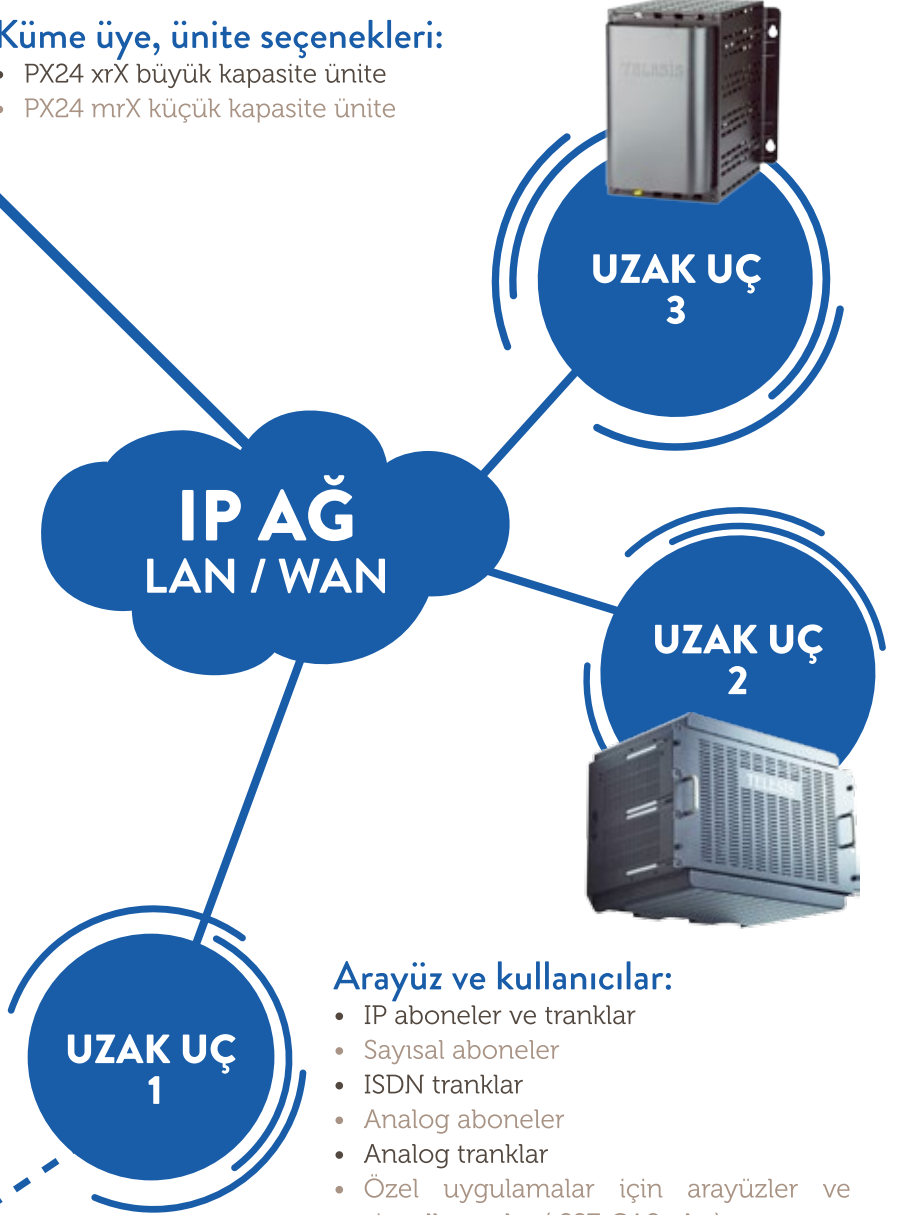 Küme üye, ünite seçenekleri:
• PX24 xrX büyük kapasite ünite
• PX24 mrX küçük kapasite ünite
TELESIS
UZAK UÇ
3
IP AĞ
LAN / WAN
UZAK UÇ
2
TELESIS
UZAK UÇ
1
Arayüz ve kullanıcılar:
• IP aboneler ve tranklar
• Sayısal aboneler
• ISDN tranklar
• Analog aboneler
• Analog tranklar
• Özel uygulamalar için arayüzler ve